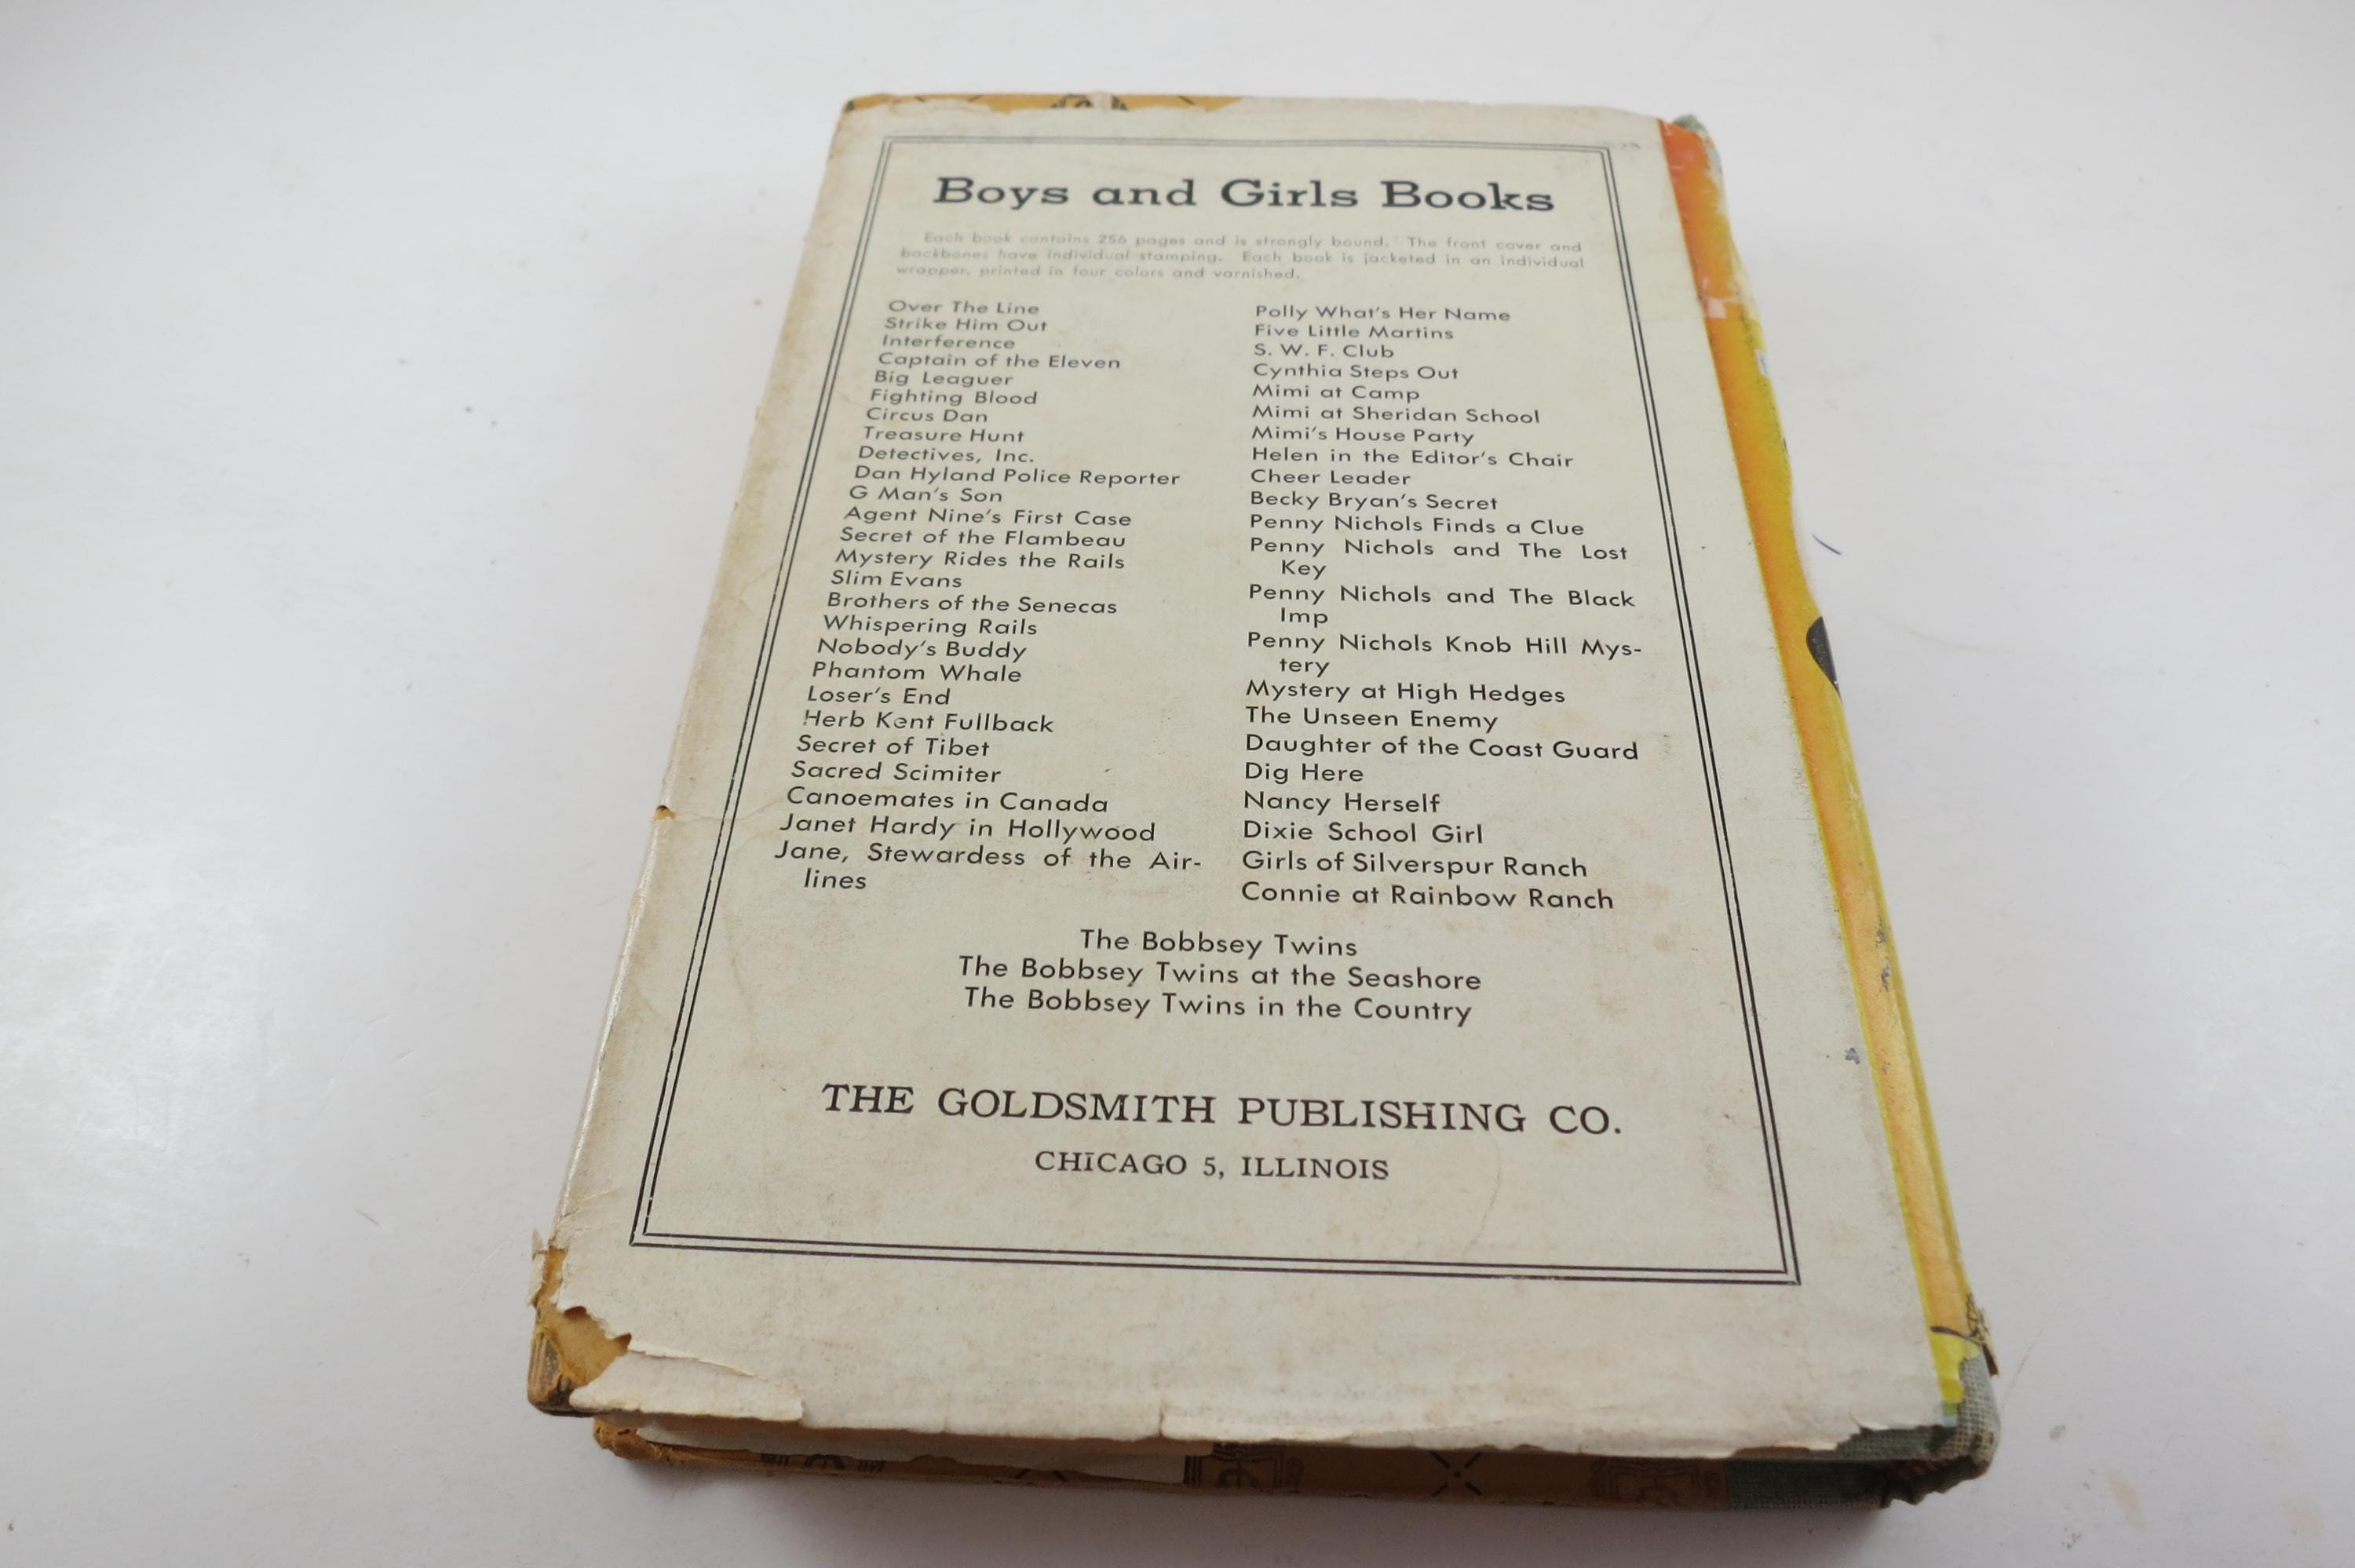 Boys and Girls Books
Each book contains 256 pages and is strongly bound. The front cover and
backbones have individual stamping. Each book is jacketed in an individual
wrapper, printed in four colors and varnished.
Over The Line
Strike Him Out
Interference
Captain of the Eleven
Big Leaguer
Fighting Blood
Circus Dan
Treasure Hunt
Detectives, Inc.
Dan Hyland Police Reporter
G Man's Son
Agent Nine's First Case
Secret of the Flambeau
Mystery Rides the Rails
Slim Evans
Brothers of the Senecas
Whispering Rails
Nobody's Buddy
Phantom Whale
Loser's End
Herb Kent Fullback
Secret of Tibet
Sacred Scimiter
Canoemates in Canada
Janet Hardy in Hollywood
Jane, Stewardess of the Air-
lines
Polly What's Her Name
Five Little Martins
S. W. F. Club
Cynthia Steps Out
Mimi at Camp
Mimi at Sheridan School
Mimi's House Party
Helen in the Editor's Chair
Cheer Leader
Becky Bryan's Secret
Penny Nichols Finds a Clue
Penny Nichols and The Lost
Key
Penny Nichols and The Black
Imp
Penny Nichols Knob Hill Mys-
tery
Mystery at High Hedges
The Unseen Enemy
Daughter of the Coast Guard
Dig Here
Nancy Herself
Dixie School Girl
Girls of Silverspur Ranch
Connie at Rainbow Ranch
The Bobbsey Twins
The Bobbsey Twins at the Seashore
The Bobbsey Twins in the Country
THE GOLDSMITH PUBLISHING CO.
CHICAGO 5, ILLINOIS